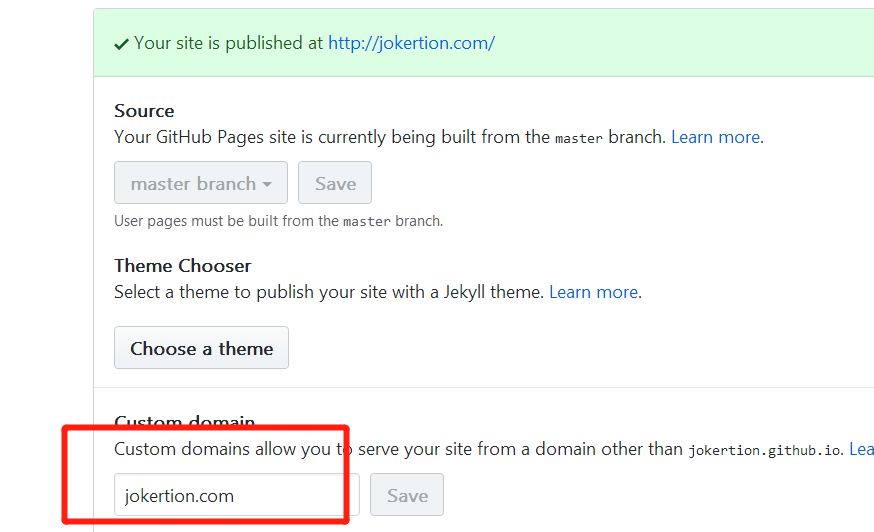 Your site is published at http://jokertion.com/
Source
Your GitHub Pages site is currently being built from the master branch. Learn more.
master branch
Save
User pages must be built from the master branch.
Theme Chooser
Select a theme to publish your site with a Jekyll theme. Learn more.
Choose a theme
Custom domain
Custom domains allow you to serve your site from a domain other than jokertion.github.io. Lea
jokertion.com
Save